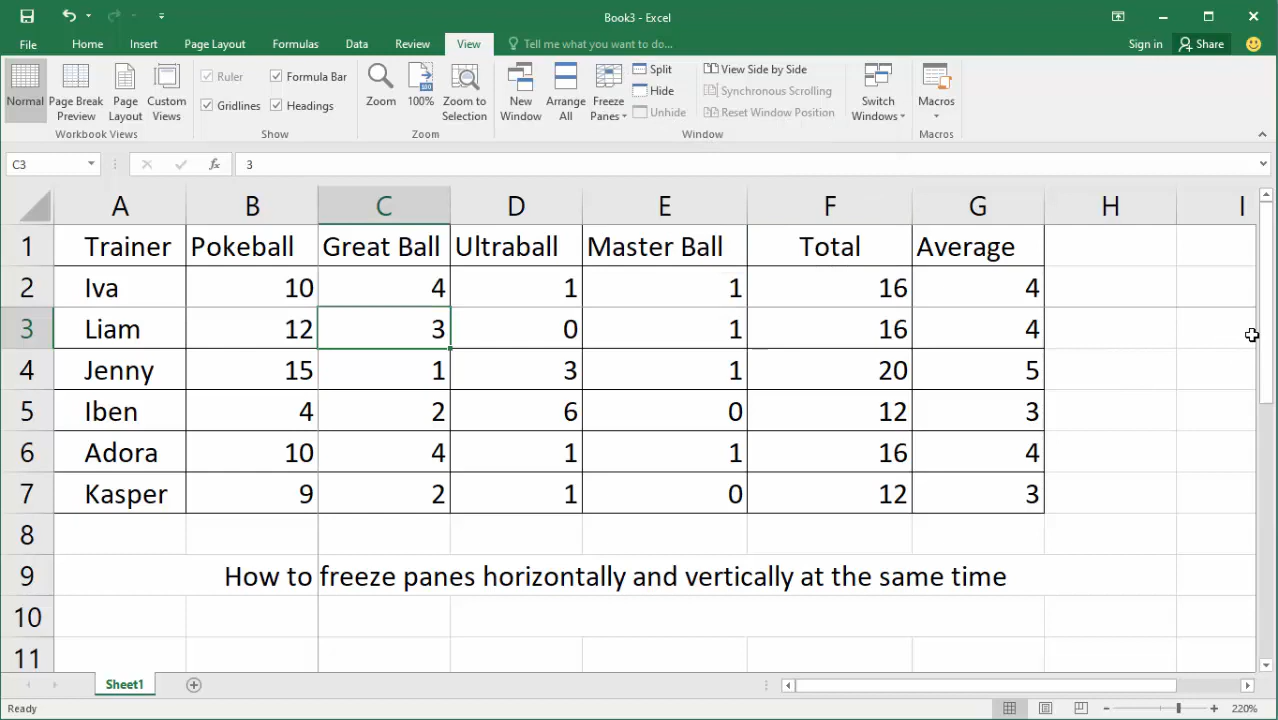 Book3 - Excel
File Home Insert Page Layout Formulas Data Review View Tell me what you want to do... Sign in Share
Normal Page Break Preview Page Layout Custom Views
Workbook Views
Ruler Formula Bar
Gridlines Headings
Show
Zoom 100% Zoom to Selection
Zoom
New Window Arrange All Freeze Panes
Split
Hide
Unhide
View Side by Side
Synchronous Scrolling
Reset Window Position
Switch Windows
Window
Macros
Macros
C3 fx 3
A B C D E F G H I
1 Trainer Pokeball Great Ball Ultraball Master Ball Total Average
2 Iva 10 4 1 1 16 4
3 Liam 12 3 0 1 16 4
4 Jenny 15 1 3 1 20 5
5 Iben 4 2 6 0 12 3
6 Adora 10 4 1 1 16 4
7 Kasper 9 2 1 0 12 3
8
9 How to freeze panes horizontally and vertically at the same time
10
11
Sheet1
Ready 220%